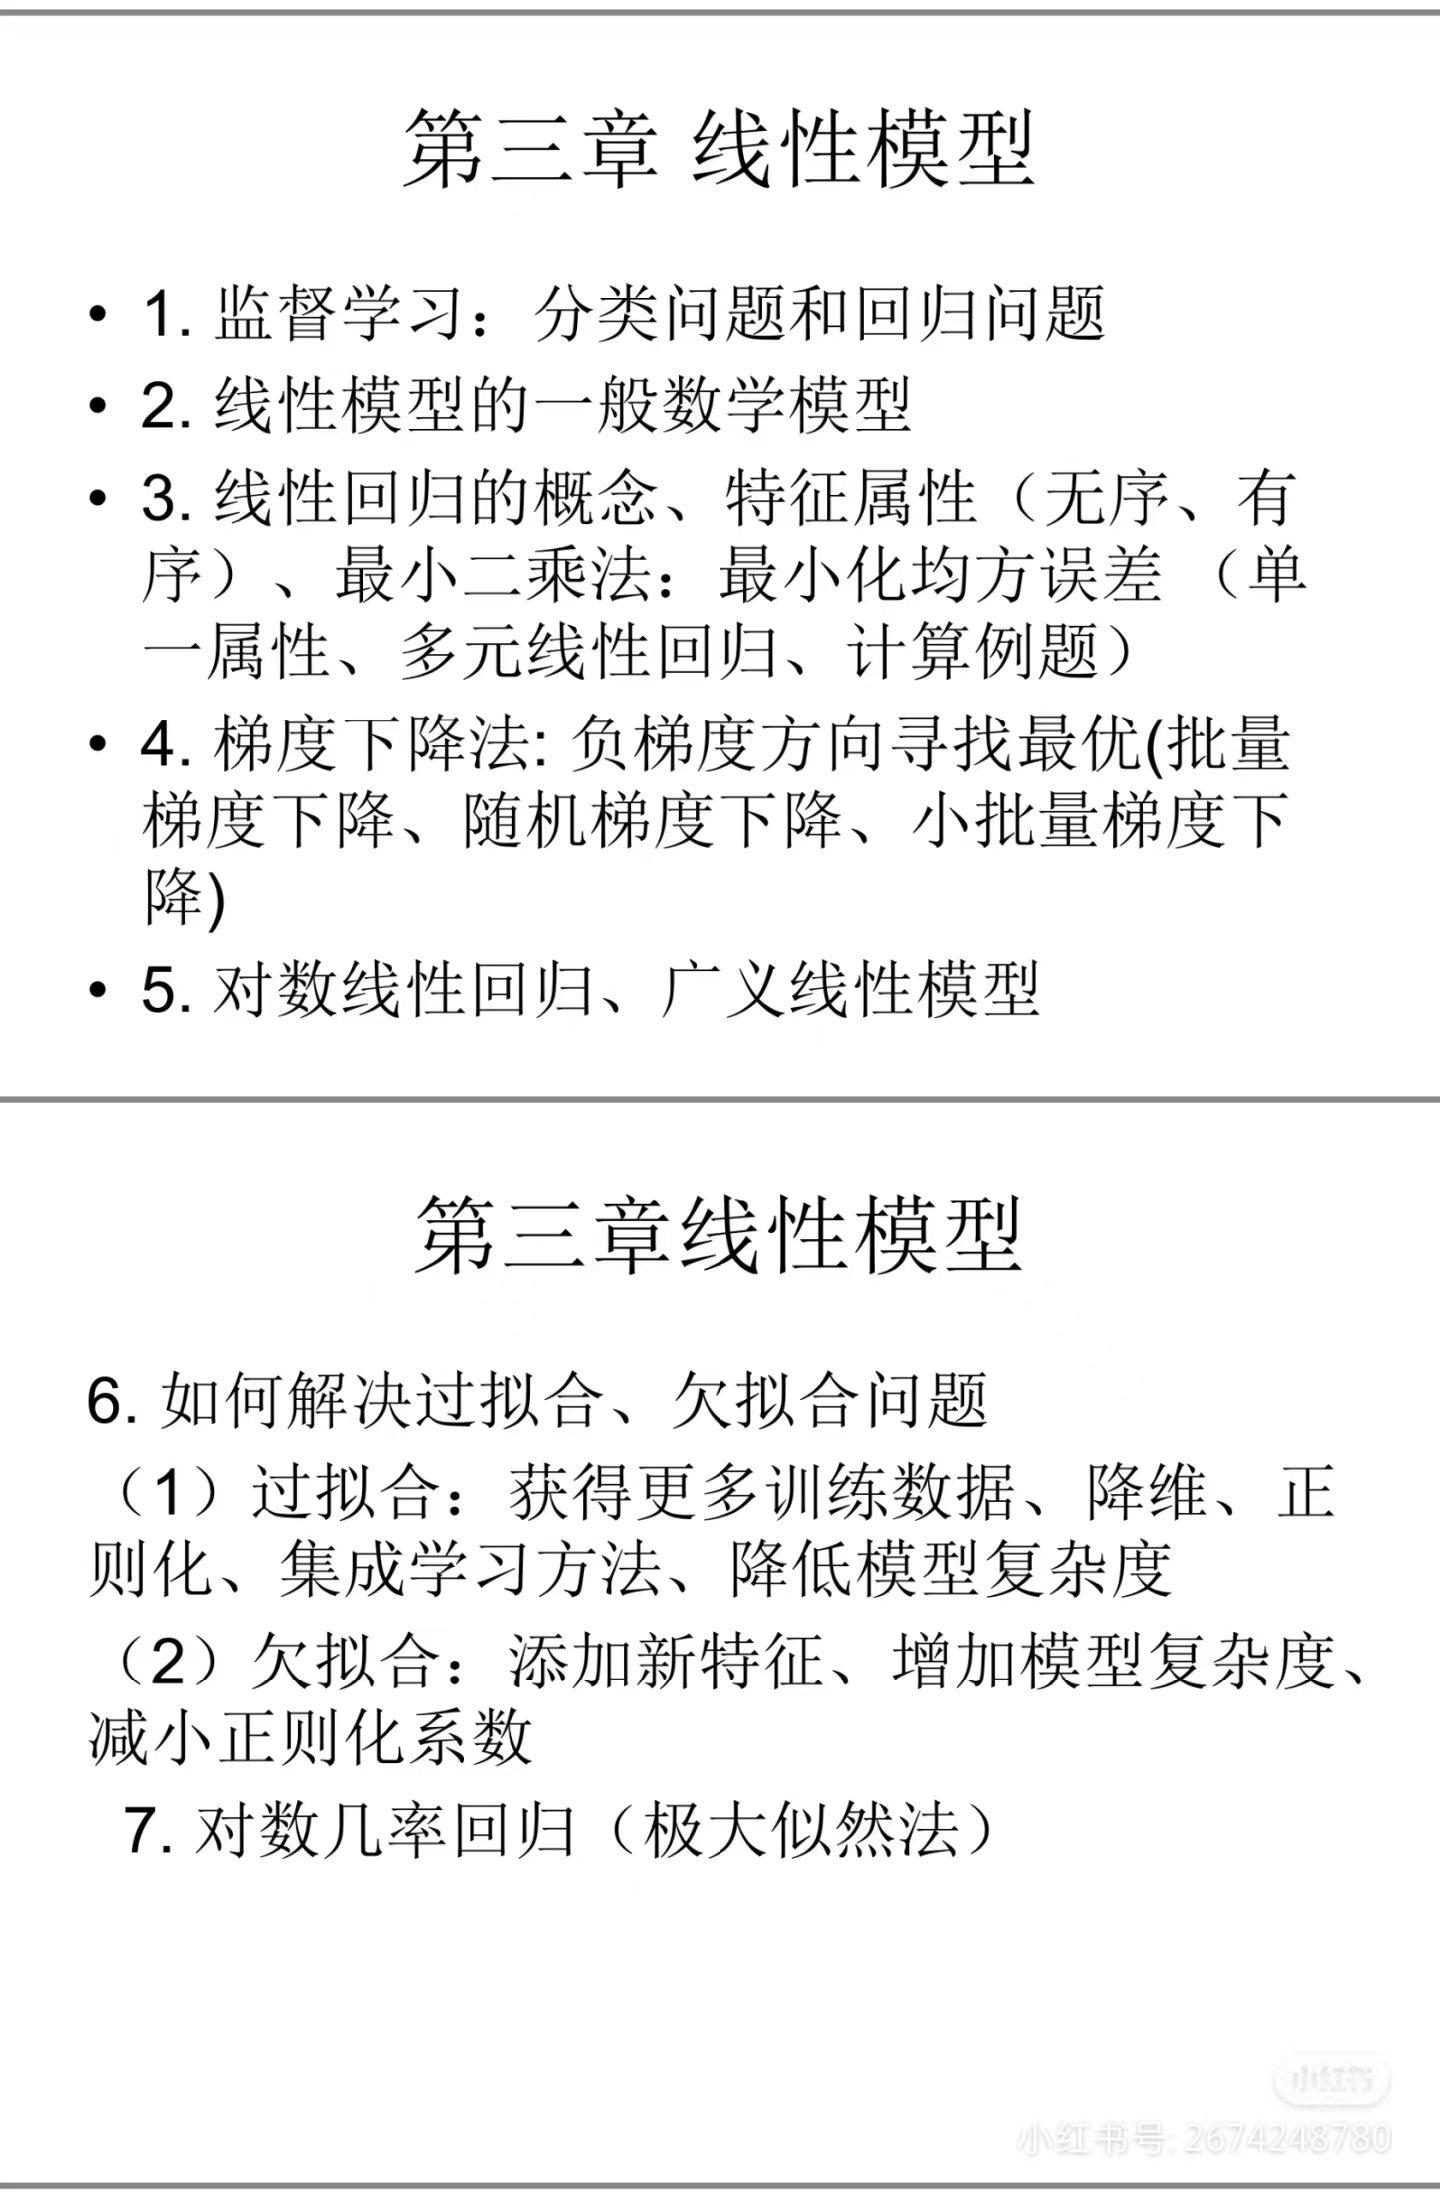 第三章 线性模型
• 1. 监督学习：分类问题和回归问题
• 2. 线性模型的一般数学模型
• 3. 线性回归的概念、特征属性（无序、有
序）、最小二乘法：最小化均方误差 （单
一属性、多元线性回归、计算例题）
• 4. 梯度下降法: 负梯度方向寻找最优(批量
梯度下降、随机梯度下降、小批量梯度下
降)
• 5. 对数线性回归、广义线性模型
第三章线性模型
6. 如何解决过拟合、欠拟合问题
（1）过拟合：获得更多训练数据、降维、正
则化、集成学习方法、降低模型复杂度
（2）欠拟合：添加新特征、增加模型复杂度、
减小正则化系数
7. 对数几率回归（极大似然法）
小红书
小红书号: 2674248780